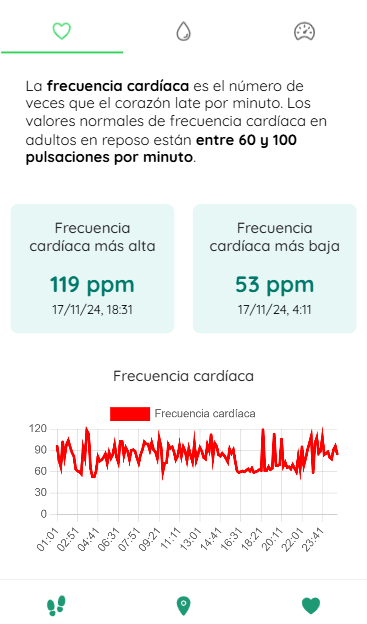 La frecuencia cardíaca es el número de
veces que el corazón late por minuto. Los
valores normales de frecuencia cardíaca en
adultos en reposo están entre 60 y 100
pulsaciones por minuto.
Frecuencia
cardíaca más alta
119 ppm
17/11/24, 18:31
Frecuencia
cardíaca más baja
53 ppm
17/11/24, 4:11
Frecuencia cardíaca
Frecuencia cardíaca
120
90
60
30
0
01:01
02:51
04:41
06:31
07:51
09:21
11:31
13:01
14:41
16:31
18:21
20:11
22:01
23:41